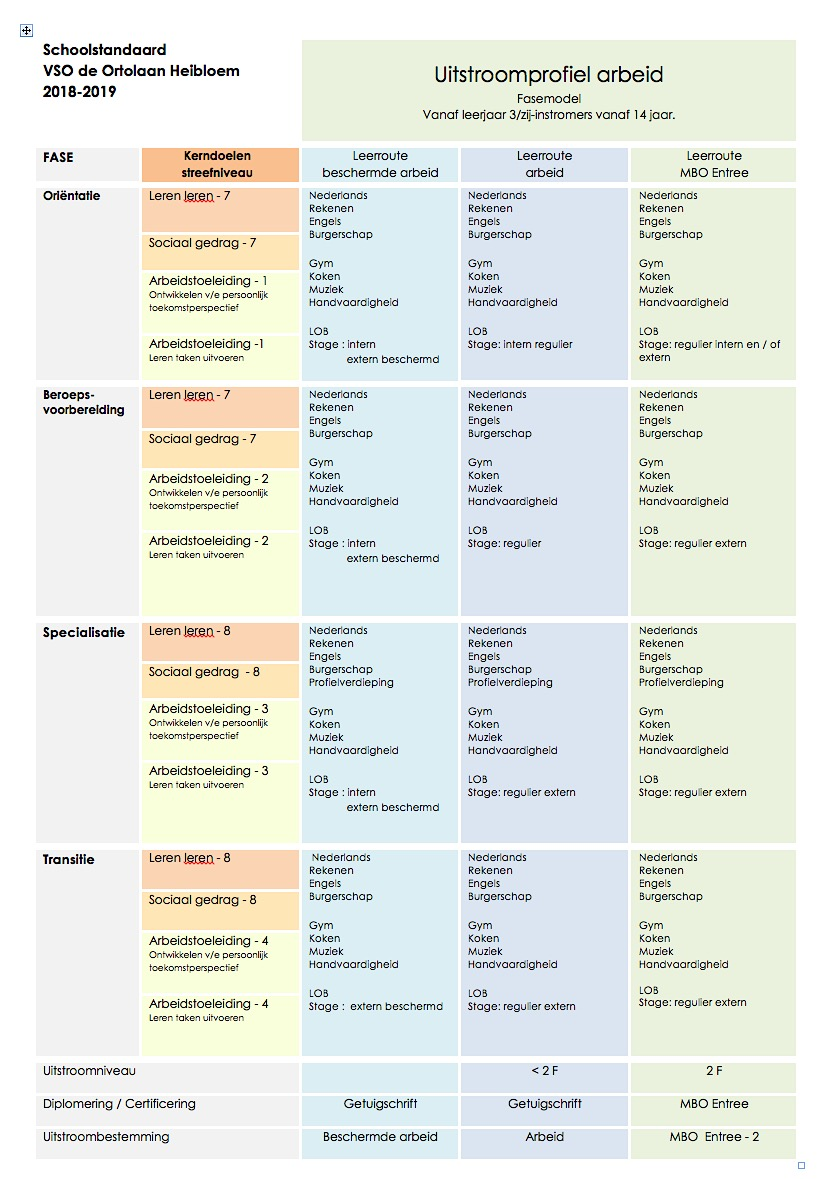 Schoolstandaard
VSO de Ortolaan Heibloem
2018-2019
Uitstroomprofiel arbeid
Fasemodel
Vanaf leerjaar 3/zij-instromers vanaf 14 jaar.
FASE
Kerndoelen
streefniveau
Leerroute
beschermde arbeid
Leerroute
arbeid
Leerroute
MBO Entree
Oriëntatie
Leren leren - 7
Sociaal gedrag - 7
Arbeidstoeleiding - 1
Ontwikkelen v/e persoonlijk
toekomstperspectief
Arbeidstoeleiding -1
Leren taken uitvoeren
Nederlands
Rekenen
Engels
Burgerschap
Gym
Koken
Muziek
Handvaardigheid
LOB
Stage : intern
extern beschermd
Nederlands
Rekenen
Engels
Burgerschap
Gym
Koken
Muziek
Handvaardigheid
LOB
Stage: intern regulier
Nederlands
Rekenen
Engels
Burgerschap
Gym
Koken
Muziek
Handvaardigheid
LOB
Stage: regulier intern en / of
extern
Beroeps-
voorbereiding
Leren leren - 7
Sociaal gedrag - 7
Arbeidstoeleiding - 2
Ontwikkelen v/e persoonlijk
toekomstperspectief
Arbeidstoeleiding - 2
Leren taken uitvoeren
Nederlands
Rekenen
Engels
Burgerschap
Gym
Koken
Muziek
Handvaardigheid
LOB
Stage : intern
extern beschermd
Nederlands
Rekenen
Engels
Burgerschap
Gym
Koken
Muziek
Handvaardigheid
LOB
Stage: regulier
Nederlands
Rekenen
Engels
Burgerschap
Gym
Koken
Muziek
Handvaardigheid
LOB
Stage: regulier extern
Specialisatie
Leren leren - 8
Sociaal gedrag - 8
Arbeidstoeleiding - 3
Ontwikkelen v/e persoonlijk
toekomstperspectief
Arbeidstoeleiding - 3
Leren taken uitvoeren
Nederlands
Rekenen
Engels
Burgerschap
Profielverdieping
Gym
Koken
Muziek
Handvaardigheid
LOB
Stage : intern
extern beschermd
Nederlands
Rekenen
Engels
Burgerschap
Profielverdieping
Gym
Koken
Muziek
Handvaardigheid
LOB
Stage: regulier extern
Nederlands
Rekenen
Engels
Burgerschap
Profielverdieping
Gym
Koken
Muziek
Handvaardigheid
LOB
Stage: regulier extern
Transitie
Leren leren - 8
Sociaal gedrag - 8
Arbeidstoeleiding - 4
Ontwikkelen v/e persoonlijk
toekomstperspectief
Arbeidstoeleiding - 4
Leren taken uitvoeren
Nederlands
Rekenen
Engels
Burgerschap
Gym
Koken
Muziek
Handvaardigheid
LOB
Stage : extern beschermd
Nederlands
Rekenen
Engels
Burgerschap
Gym
Koken
Muziek
Handvaardigheid
LOB
Stage: regulier extern
Nederlands
Rekenen
Engels
Burgerschap
Gym
Koken
Muziek
Handvaardigheid
LOB
Stage: regulier extern
Uitstroomniveau
< 2 F
2 F
Diplomering / Certificering
Getuigschrift
Getuigschrift
MBO Entree
Uitstroombestemming
Beschermde arbeid
Arbeid
MBO Entree - 2